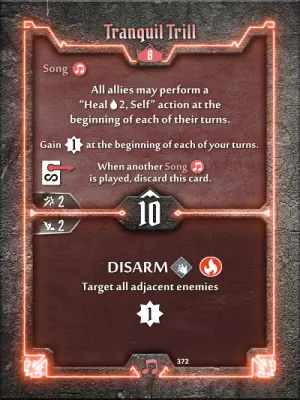 Tranquil Trill
8
Song
All allies may perform a
“Heal 2, Self” action at the
beginning of each of their turns.
Gain 1 at the beginning of each of your turns.
When another Song
is played, discard this card.
2
10
2
DISARM
Target all adjacent enemies
1
372